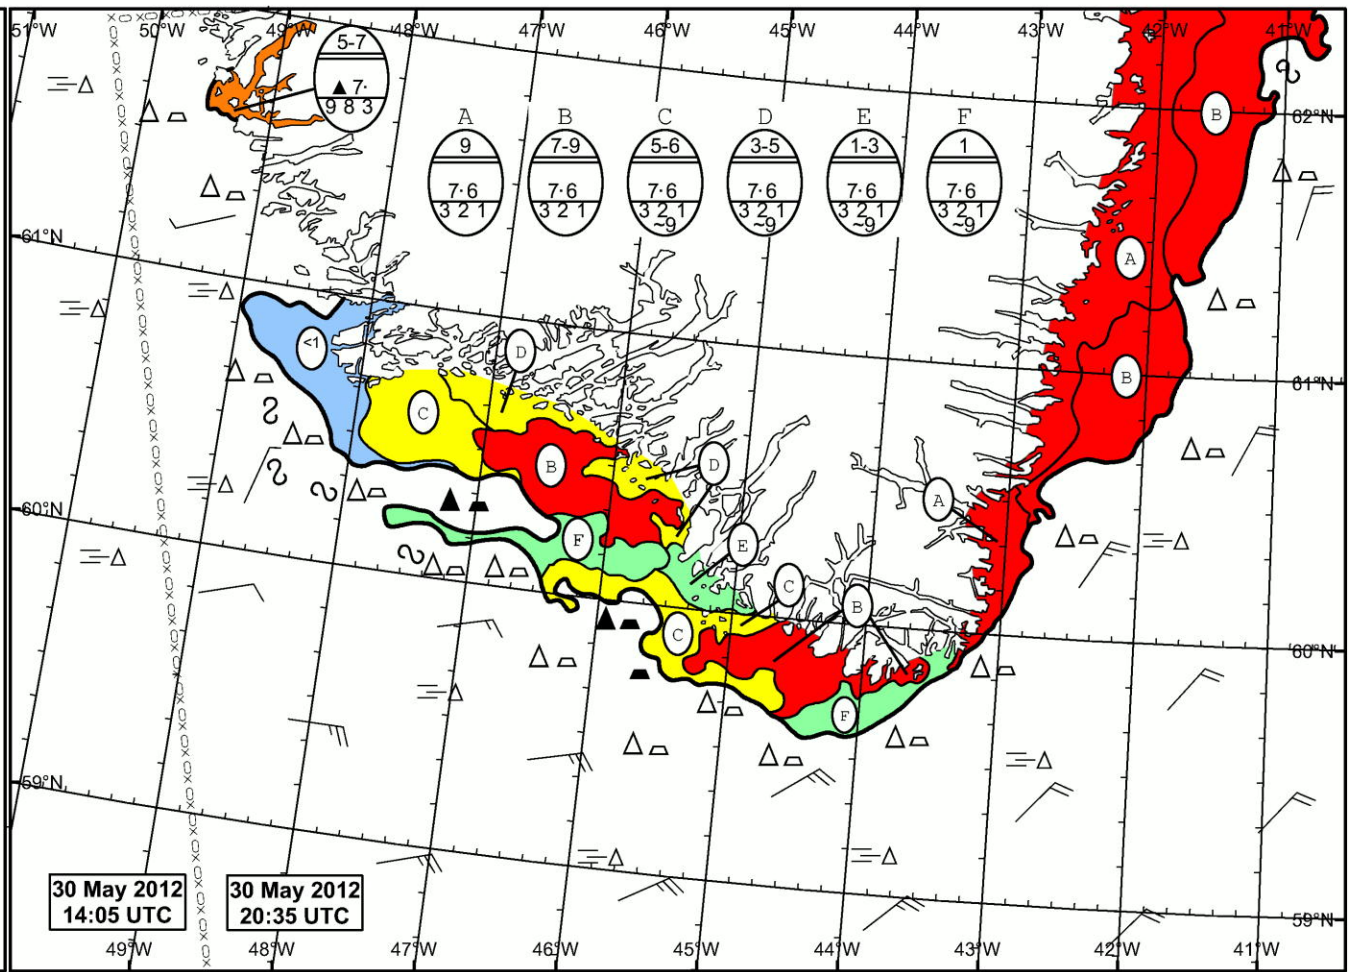 51°W 50°W 49°W 48°W 47°W 46°W 45°W 44°W 43°W 42°W 41°W
5-7
▲ 7·
9 8 3
62°N
A B C D E F
9 7-9 5-6 3-5 1-3 1
7·6 7·6 7·6 7·6 7·6 7·6
3 2 1 3 2 1 3 2 1 3 2 1 3 2 1 3 2 1
~9 ~9 ~9 ~9
B
61°N
A
<1
D
B
61°N
C
B
D
A
60°N
F
E
C
B
C
60°N
F
59°N
30 May 2012
14:05 UTC
30 May 2012
20:35 UTC
59°N
49°W 48°W 47°W 46°W 45°W 44°W 43°W 42°W 41°W